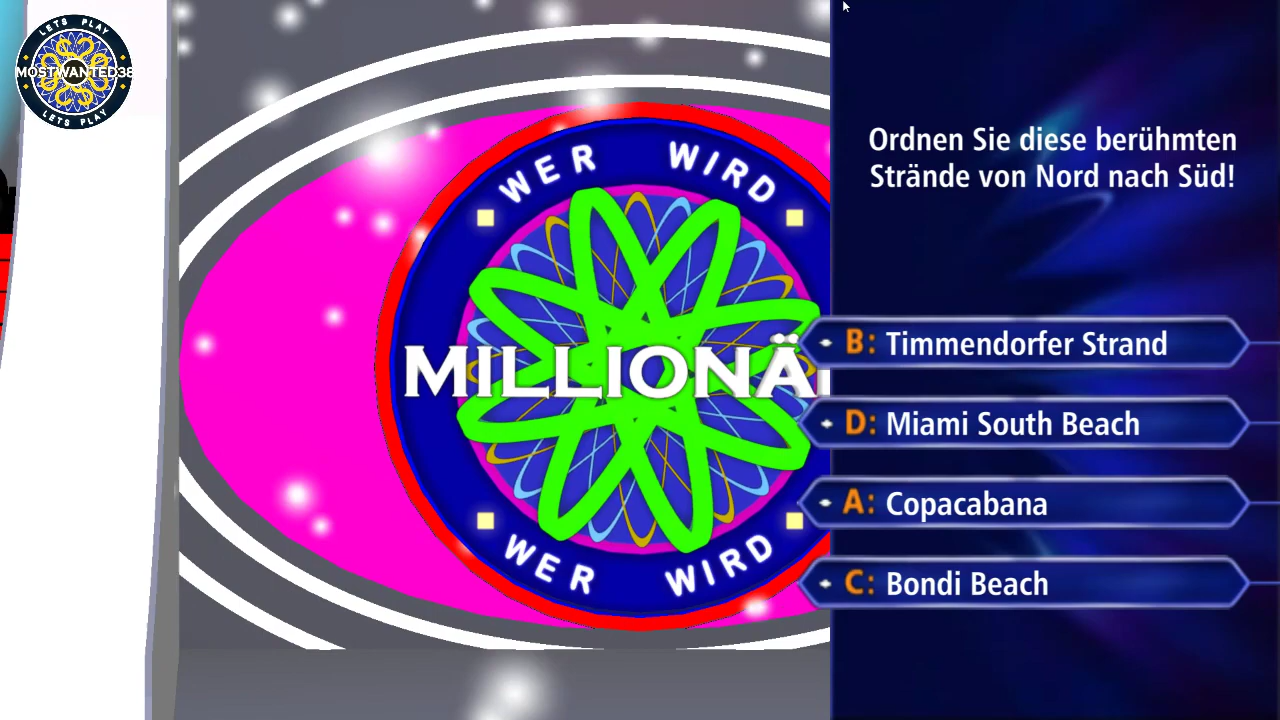 LETS PLAY
MOSTWANTED38
LETS PLAY
WER WIRD
MILLIONÄ
WER WIRD
Ordnen Sie diese berühmten
Strände von Nord nach Süd!
B: Timmendorfer Strand
D: Miami South Beach
A: Copacabana
C: Bondi Beach